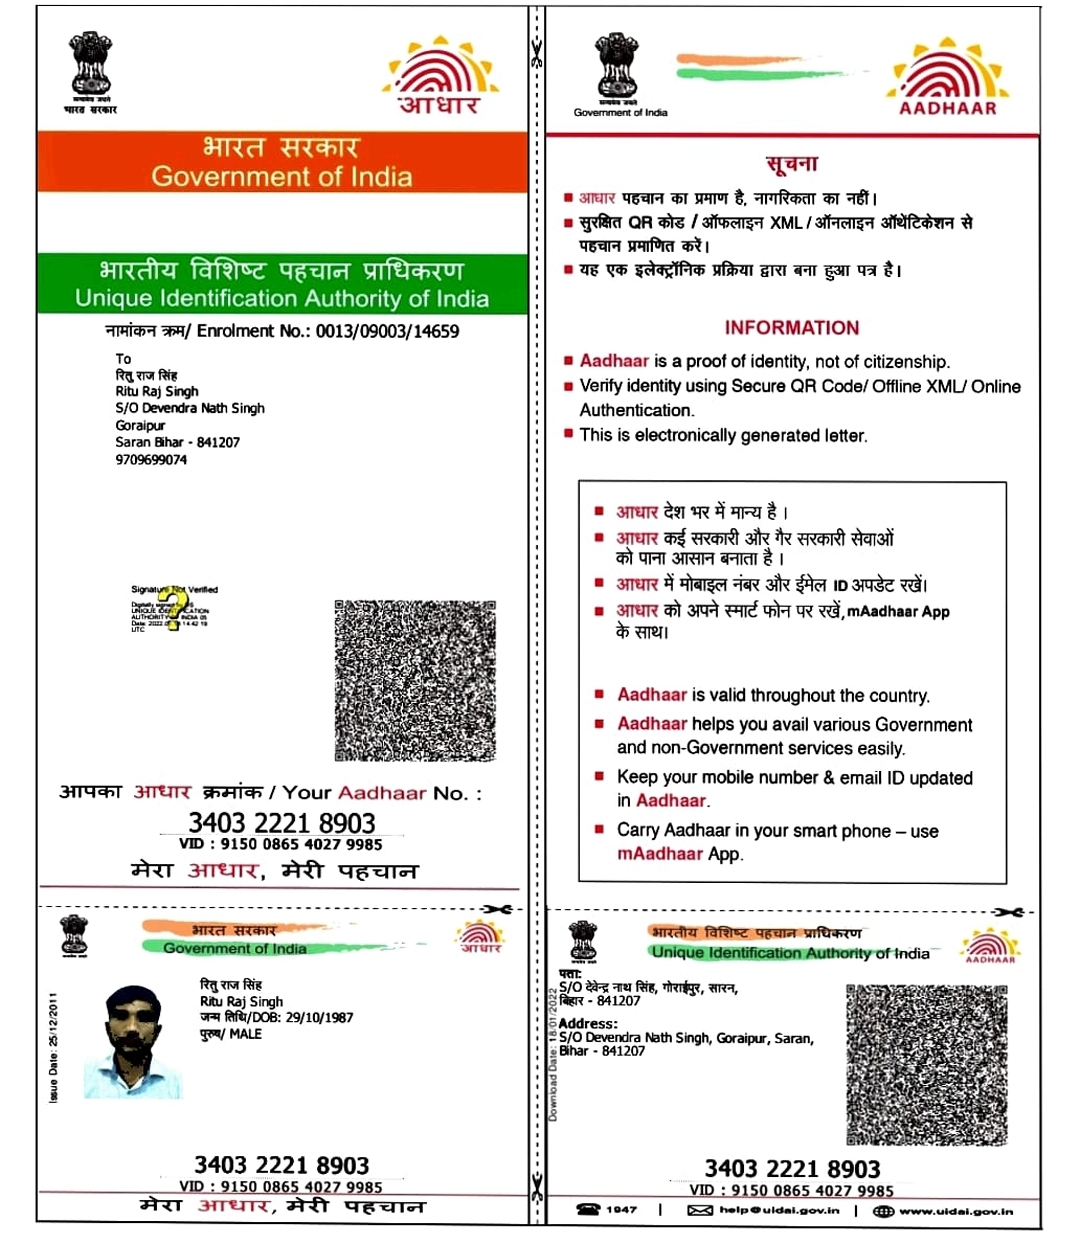 भारत सरकार
आधार
भारत सरकार
Government of India
भारतीय विशिष्ट पहचान प्राधिकरण
Unique Identification Authority of India
नामांकन क्रम/ Enrolment No.: 0013/09003/14659
To
रितु राज सिंह
Ritu Raj Singh
S/O Devendra Nath Singh
Goraipur
Saran Bihar - 841207
9709699074
Signature Not Verified
Digitally signed by DS
UNIQUE IDENTIFICATION
AUTHORITY OF INDIA 05
Date: 2022 14:42 19
UTC
आपका आधार क्रमांक / Your Aadhaar No. :
3403 2221 8903
VID : 9150 0865 4027 9985
मेरा आधार, मेरी पहचान
Government of India
AADHAAR
सूचना
आधार पहचान का प्रमाण है, नागरिकता का नहीं।
सुरक्षित QR कोड / ऑफलाइन XML / ऑनलाइन ऑथेंटिकेशन से
पहचान प्रमाणित करें।
यह एक इलेक्ट्रॉनिक प्रक्रिया द्वारा बना हुआ पत्र है।
INFORMATION
Aadhaar is a proof of identity, not of citizenship.
Verify identity using Secure QR Code/ Offline XML/ Online
Authentication.
This is electronically generated letter.
आधार देश भर में मान्य है ।
आधार कई सरकारी और गैर सरकारी सेवाओं
को पाना आसान बनाता है ।
आधार में मोबाइल नंबर और ईमेल ID अपडेट रखें।
आधार को अपने स्मार्ट फोन पर रखें, mAadhaar App
के साथ।
Aadhaar is valid throughout the country.
Aadhaar helps you avail various Government
and non-Government services easily.
Keep your mobile number & email ID updated
in Aadhaar.
Carry Aadhaar in your smart phone – use
mAadhaar App.
भारत सरकार
Government of India
आधार
Issue Date: 25/12/2011
रितु राज सिंह
Ritu Raj Singh
जन्म तिथि/DOB: 29/10/1987
पुरुष/ MALE
3403 2221 8903
VID : 9150 0865 4027 9985
मेरा आधार, मेरी पहचान
भारतीय विशिष्ट पहचान प्राधिकरण
Unique Identification Authority of India
AADHAAR
Download Date: 18/01/2022
पता:
S/O देवेन्द्र नाथ सिंह, गोराईपुर, सारन,
बिहार - 841207
Address:
S/O Devendra Nath Singh, Goraipur, Saran,
Bihar - 841207
3403 2221 8903
VID : 9150 0865 4027 9985
1947 | help@uidai.gov.in | www.uidai.gov.in